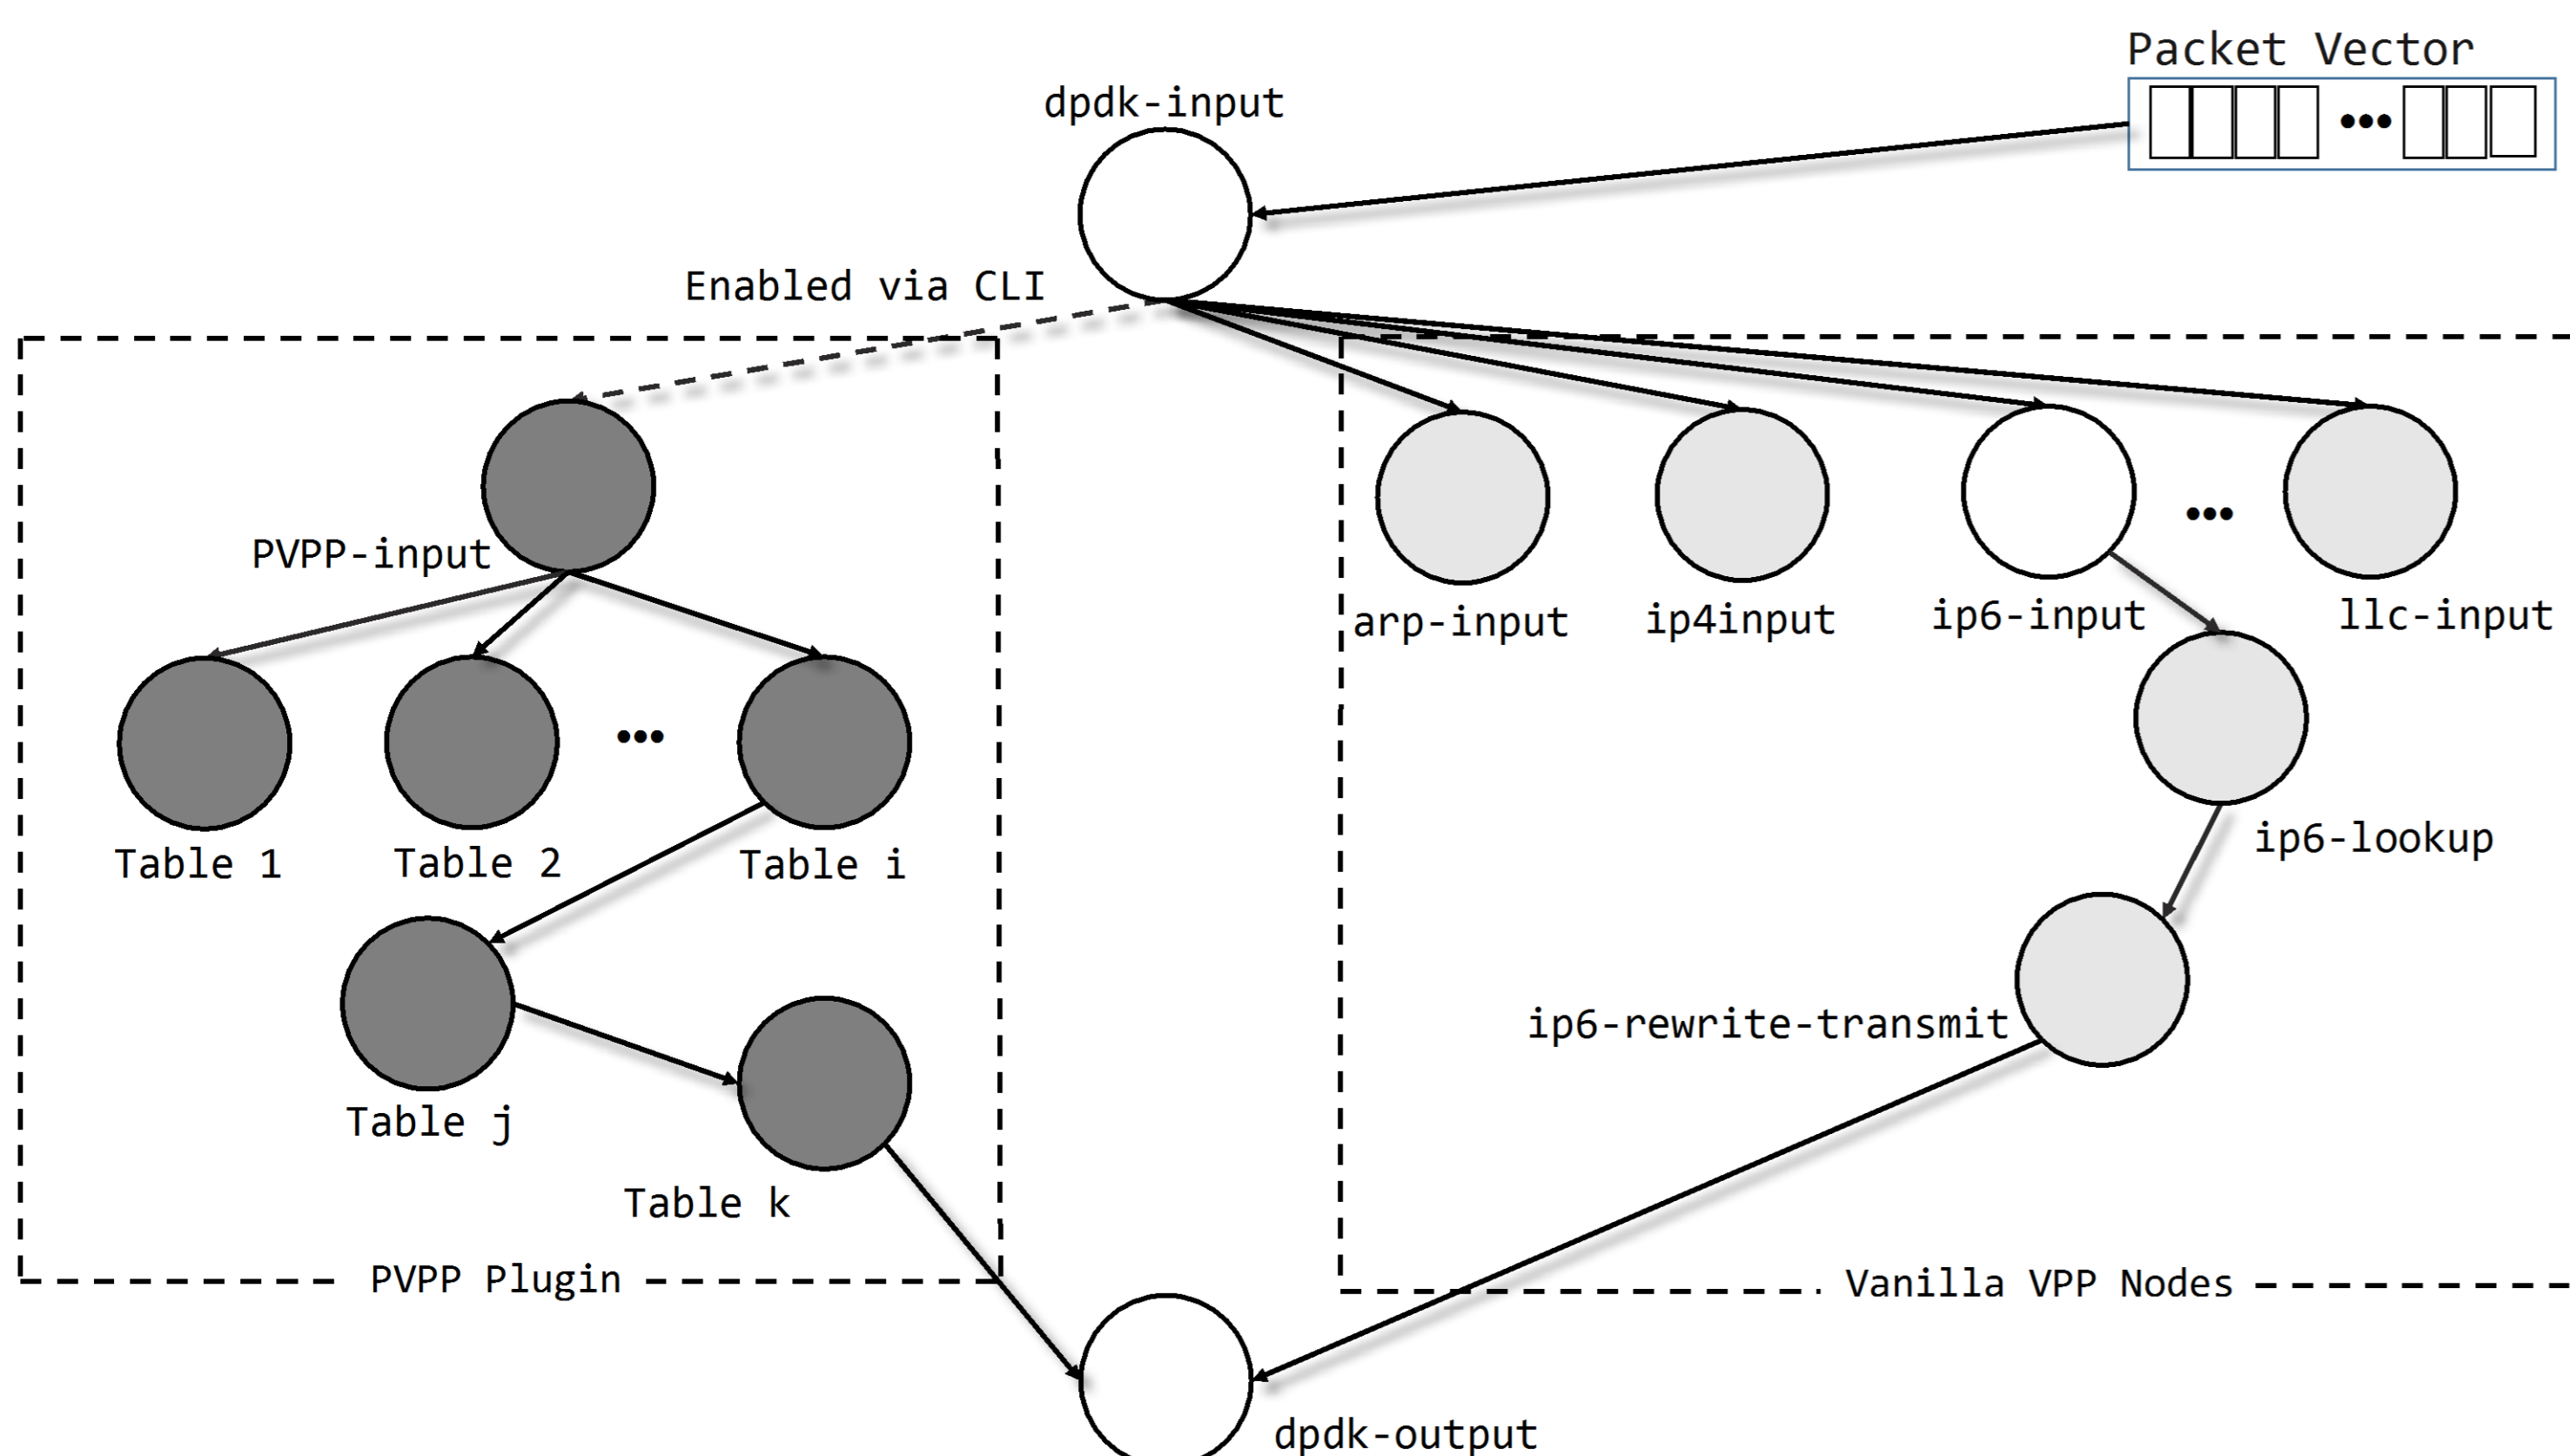 Packet Vector
dpdk-input
Enabled via CLI
PVPP-input
arp-input
ip4input
ip6-input
llc-input
Table 1
Table 2
Table i
ip6-lookup
Table j
ip6-rewrite-transmit
Table k
PVPP Plugin
Vanilla VPP Nodes
dpdk-output